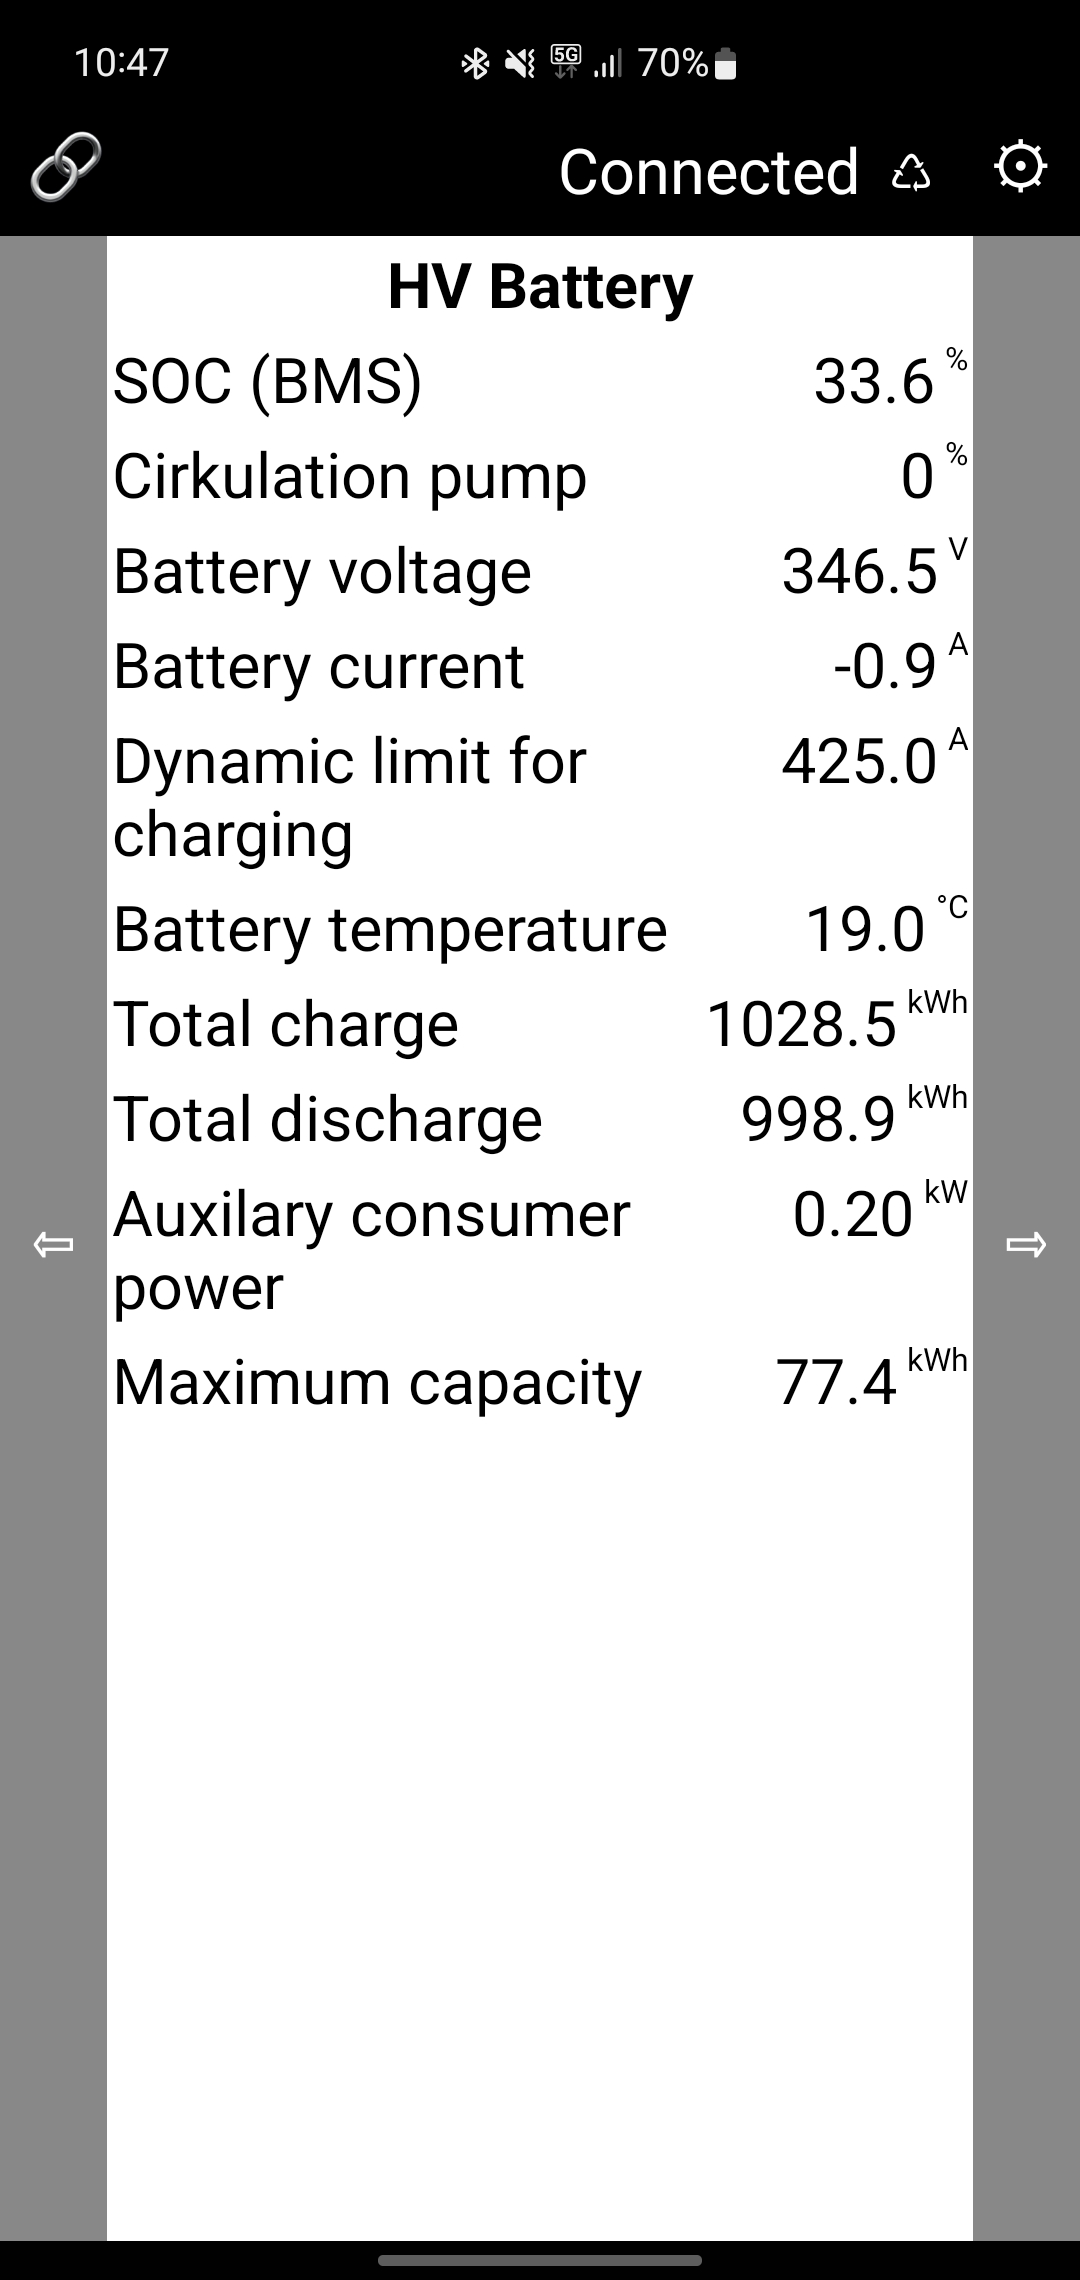 10:47 5G 70%
Connected
HV Battery
SOC (BMS) 33.6 %
Cirkulation pump 0 %
Battery voltage 346.5 V
Battery current -0.9 A
Dynamic limit for 425.0 A
charging
Battery temperature 19.0 °C
Total charge 1028.5 kWh
Total discharge 998.9 kWh
Auxilary consumer 0.20 kW
power
Maximum capacity 77.4 kWh